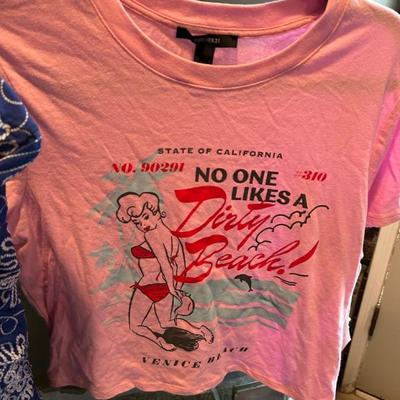 STATE OF CALIFORNIA
NO. 90291
#310
NO ONE
LIKES A
Dirty
Beach!
VENICE BEACH